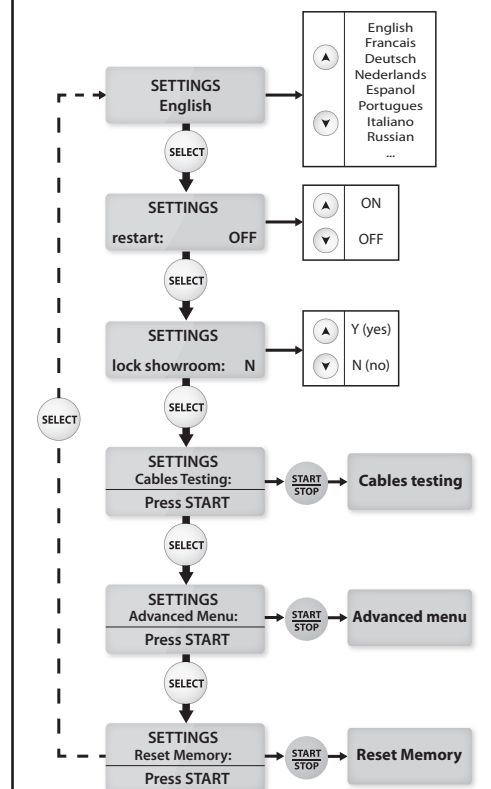 SETTINGS
English
English
Francais
Deutsch
Nederlands
Espanol
Portugues
Italiano
Russian
...
SELECT
SETTINGS
restart: OFF
ON
OFF
SELECT
SETTINGS
lock showroom: N
Y (yes)
N (no)
SELECT
SELECT
SETTINGS
Cables Testing:
Press START
START
STOP
Cables testing
SELECT
SETTINGS
Advanced Menu:
Press START
START
STOP
Advanced menu
SELECT
SETTINGS
Reset Memory:
Press START
START
STOP
Reset Memory